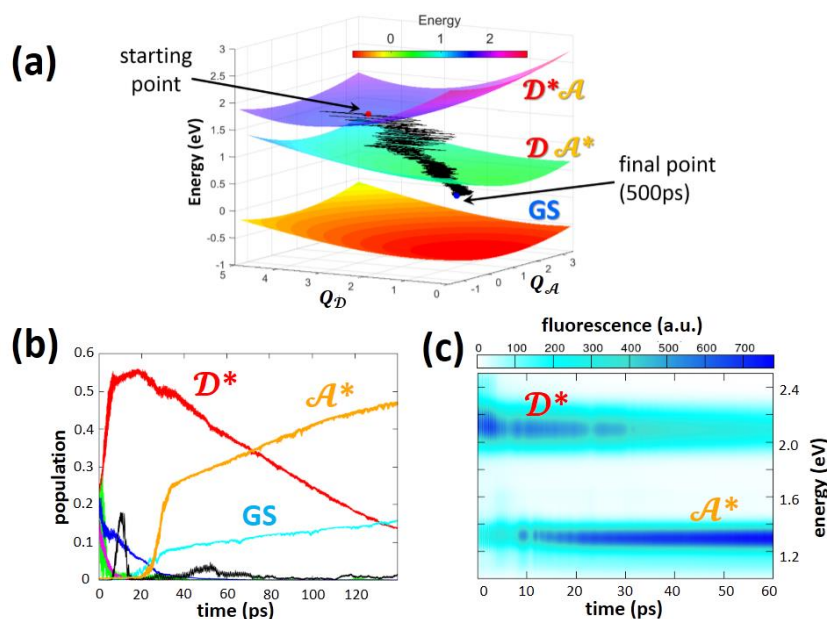 (a)
Energy
0 1 2
starting
point
3
2.5
2
1.5
1
0.5
0
-0.5
-1
Energy (eV)
𝒟*𝒜
𝒟 𝒜*
GS
final point
(500ps)
5 4 3 2 1 0
Q𝒟
-1 0 1 2 3
Q𝒜
(b)
0.6
0.5
0.4
0.3
0.2
0.1
0
population
𝒟*
𝒜*
GS
0 20 40 60 80 100 120
time (ps)
(c)
fluorescence (a.u.)
0 100 200 300 400 500 600 700
𝒟*
𝒜*
2.4
2.0
1.6
1.2
energy (eV)
0 10 20 30 40 50 60
time (ps)